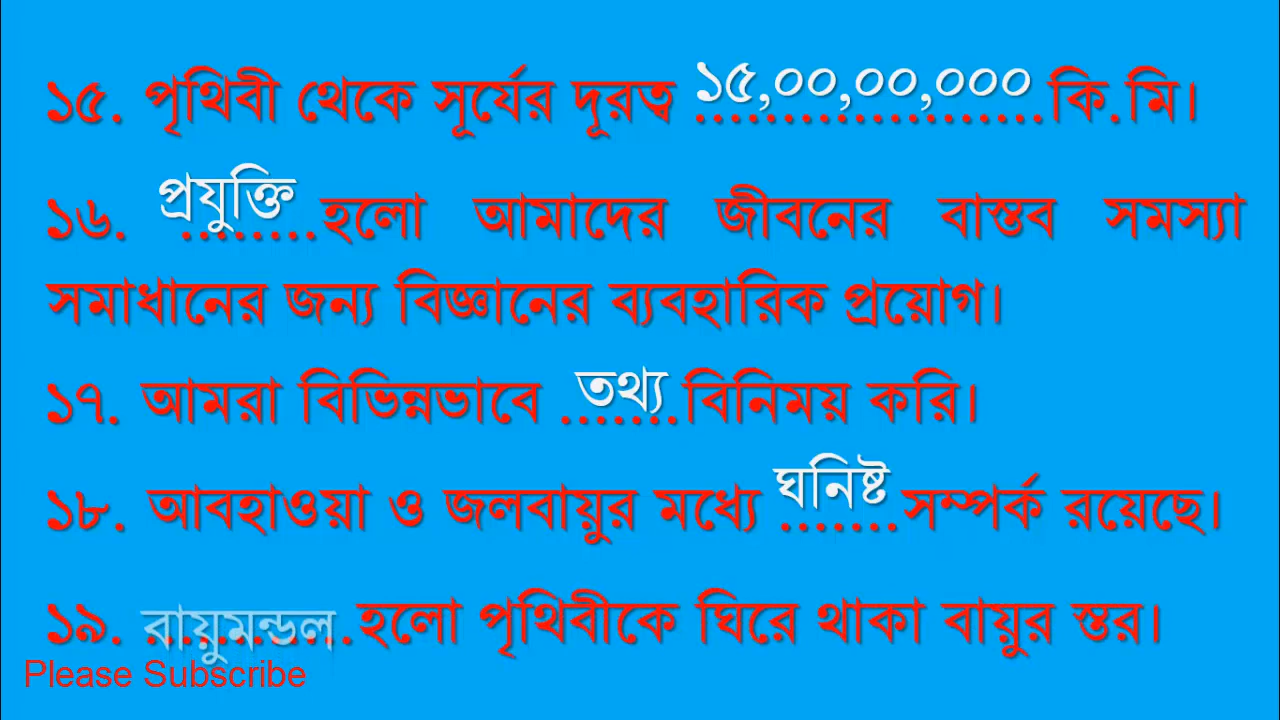 ১৫. পৃথিবী থেকে সূর্যের দূরত্ব ১৫,০০,০০,০০০ ....................কি.মি।
১৬. প্রযুক্তি ........হলো আমাদের জীবনের বাস্তব সমস্যা
সমাধানের জন্য বিজ্ঞানের ব্যবহারিক প্রয়োগ।
১৭. আমরা বিভিন্নভাবে তথ্য .......বিনিময় করি।
১৮. আবহাওয়া ও জলবায়ুর মধ্যে ঘনিষ্ট .......সম্পর্ক রয়েছে।
১৯. বায়ুমন্ডল ............হলো পৃথিবীকে ঘিরে থাকা বায়ুর স্তর।
Please Subscribe